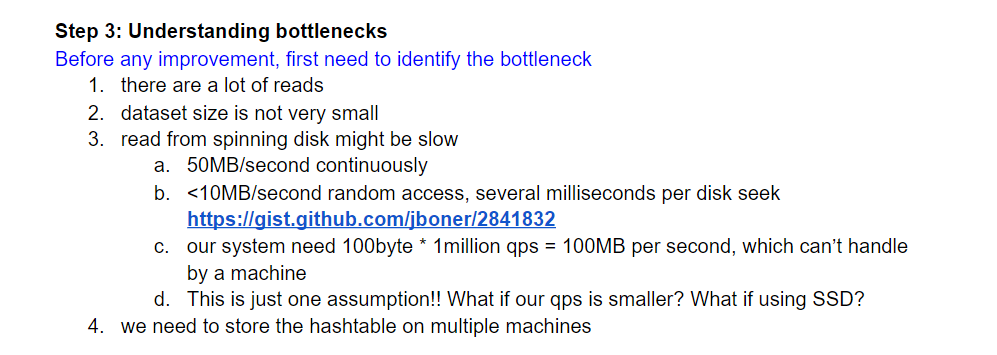 Step 3: Understanding bottlenecks
Before any improvement, first need to identify the bottleneck
1. there are a lot of reads
2. dataset size is not very small
3. read from spinning disk might be slow
a. 50MB/second continuously
b. <10MB/second random access, several milliseconds per disk seek
https://gist.github.com/jboner/2841832
c. our system need 100byte * 1million qps = 100MB per second, which can't handle
by a machine
d. This is just one assumption!! What if our qps is smaller? What if using SSD?
4. we need to store the hashtable on multiple machines